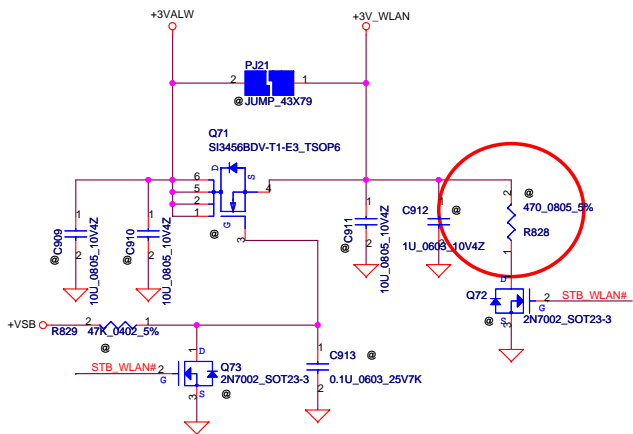 +3VALW
+3V_WLAN
PJ21
2
1
@
JUMP_43X79
Q71
SI3456BDV-T1-E3_TSOP6
D
S
6
5
2
1
4
G
3
@
1
2
@C909
10U_0805_10V4Z
1
2
@C910
10U_0805_10V4Z
1
2
@C911
10U_0805_10V4Z
C912
1
@
2
1U_0603_10V4Z
2
@
470_0805_5%
R828
1
Q72
D
2
STB_WLAN#
G
S
3
2N7002_SOT23-3
@
+VSB
2
1
R829
47K_0402_5%
@
STB_WLAN#
2
G
1
D
Q73
2N7002_SOT23-3
3
S
@
1
C913
@
0.1U_0603_25V7K
2